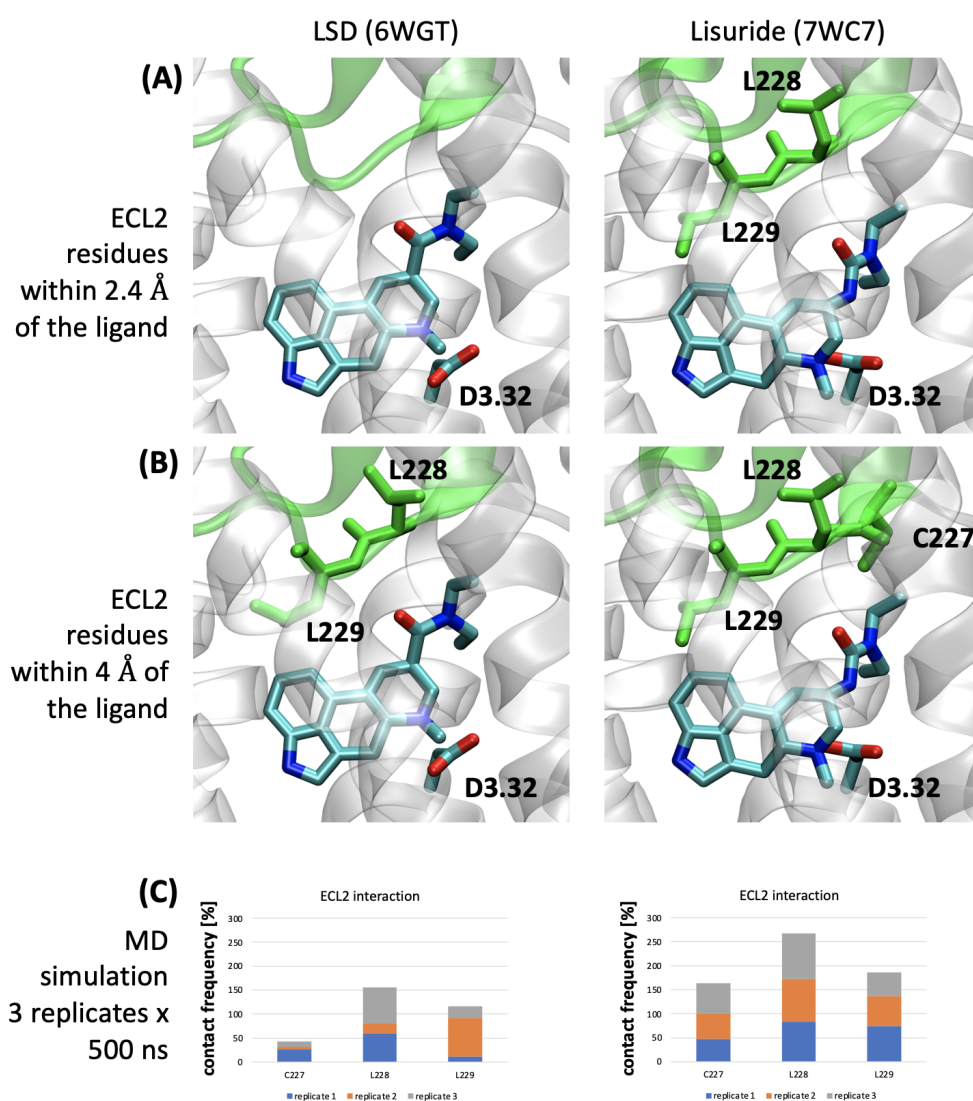 LSD (6WGT)
Lisuride (7WC7)
(A)
ECL2
residues
within 2.4 Å
of the ligand
D3.32
L228
L229
D3.32
(B)
ECL2
residues
within 4 Å of
the ligand
L228
L229
D3.32
L228
C227
L229
D3.32
(C)
MD
simulation
3 replicates x
500 ns
ECL2 interaction
contact frequency [%]
300
250
200
150
100
50
0
C227 L228 L229
replicate 1 replicate 2 replicate 3
ECL2 interaction
contact frequency [%]
300
250
200
150
100
50
0
C227 L228 L229
replicate 1 replicate 2 replicate 3